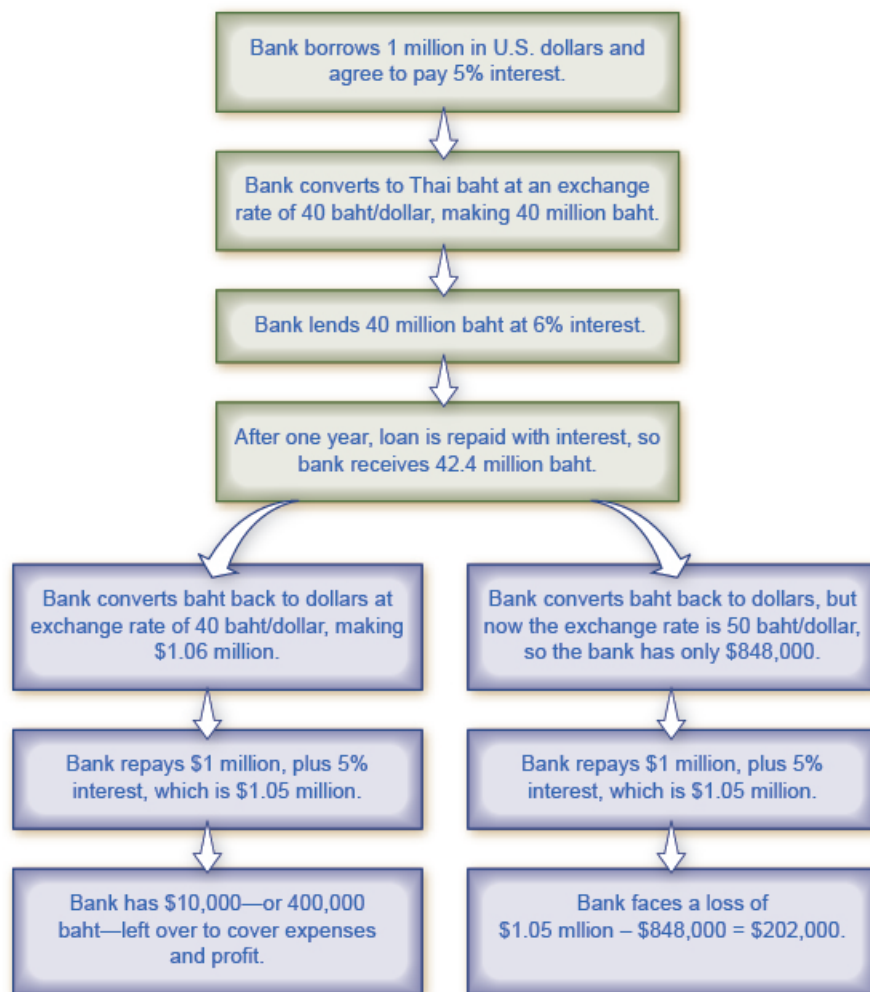 Bank borrows 1 million in U.S. dollars and
agree to pay 5% interest.
Bank converts to Thai baht at an exchange
rate of 40 baht/dollar, making 40 million baht.
Bank lends 40 million baht at 6% interest.
After one year, loan is repaid with interest, so
bank receives 42.4 million baht.
Bank converts baht back to dollars at
exchange rate of 40 baht/dollar, making
$1.06 million.
Bank repays $1 million, plus 5%
interest, which is $1.05 million.
Bank has $10,000—or 400,000
baht—left over to cover expenses
and profit.
Bank converts baht back to dollars, but
now the exchange rate is 50 baht/dollar,
so the bank has only $848,000.
Bank repays $1 million, plus 5%
interest, which is $1.05 million.
Bank faces a loss of
$1.05 mllion – $848,000 = $202,000.